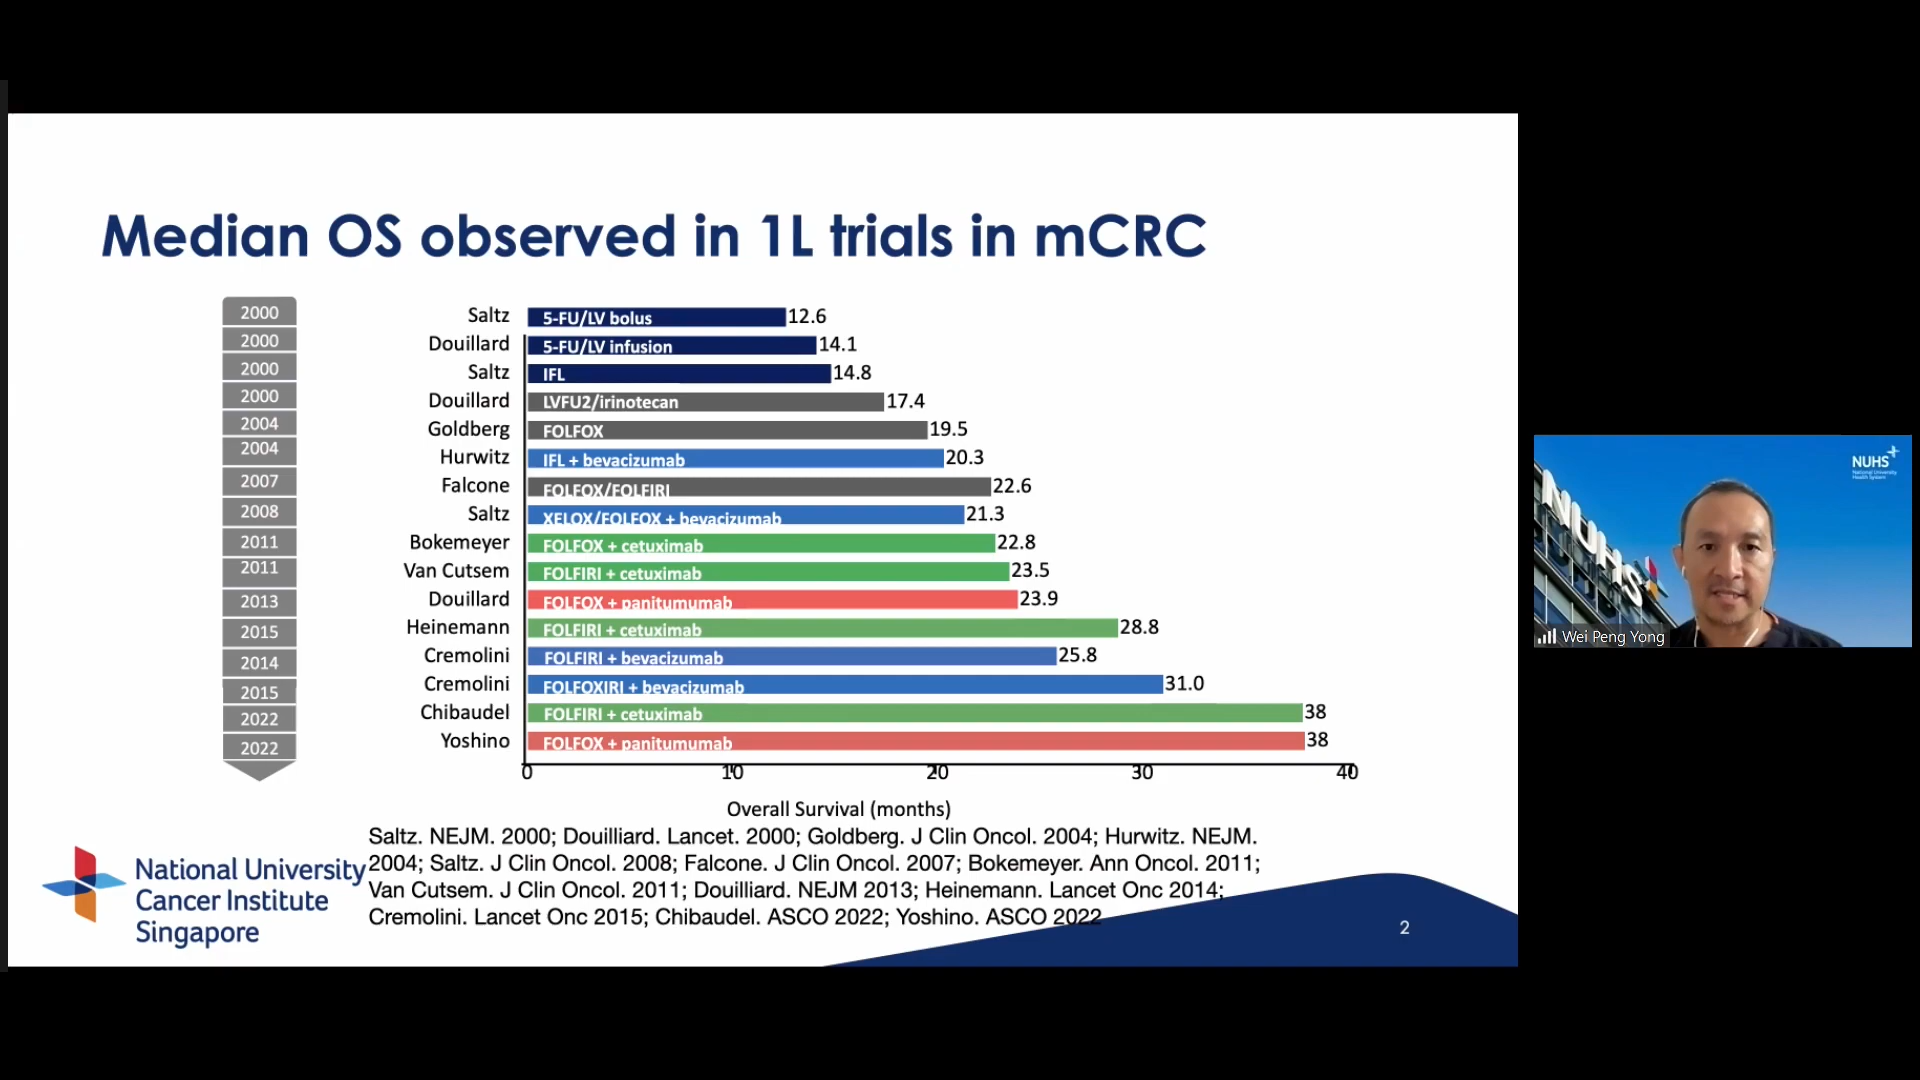 Median OS observed in 1L trials in mCRC
2000 Saltz 5-FU/LV bolus 12.6
2000 Douillard 5-FU/LV infusion 14.1
2000 Saltz IFL 14.8
2000 Douillard LVFU2/irinotecan 17.4
2004 Goldberg FOLFOX 19.5
2004 Hurwitz IFL + bevacizumab 20.3
2007 Falcone FOLFOX/FOLFIRI 22.6
2008 Saltz XELOX/FOLFOX + bevacizumab 21.3
2011 Bokemeyer FOLFOX + cetuximab 22.8
2011 Van Cutsem FOLFIRI + cetuximab 23.5
2013 Douillard FOLFOX + panitumumab 23.9
2015 Heinemann FOLFIRI + cetuximab 28.8
2014 Cremolini FOLFIRI + bevacizumab 25.8
2015 Cremolini FOLFOXIRI + bevacizumab 31.0
2022 Chibaudel FOLFIRI + cetuximab 38
2022 Yoshino FOLFOX + panitumumab 38
0 10 20 30 40
Overall Survival (months)
Saltz. NEJM. 2000; Douilliard. Lancet. 2000; Goldberg. J Clin Oncol. 2004; Hurwitz. NEJM.
2004; Saltz. J Clin Oncol. 2008; Falcone. J Clin Oncol. 2007; Bokemeyer. Ann Oncol. 2011;
Van Cutsem. J Clin Oncol. 2011; Douilliard. NEJM 2013; Heinemann. Lancet Onc 2014;
Cremolini. Lancet Onc 2015; Chibaudel. ASCO 2022; Yoshino. ASCO 2022
National University
Cancer Institute
Singapore
2
NUHS
National University
Health System
NUHS
Wei Peng Yong